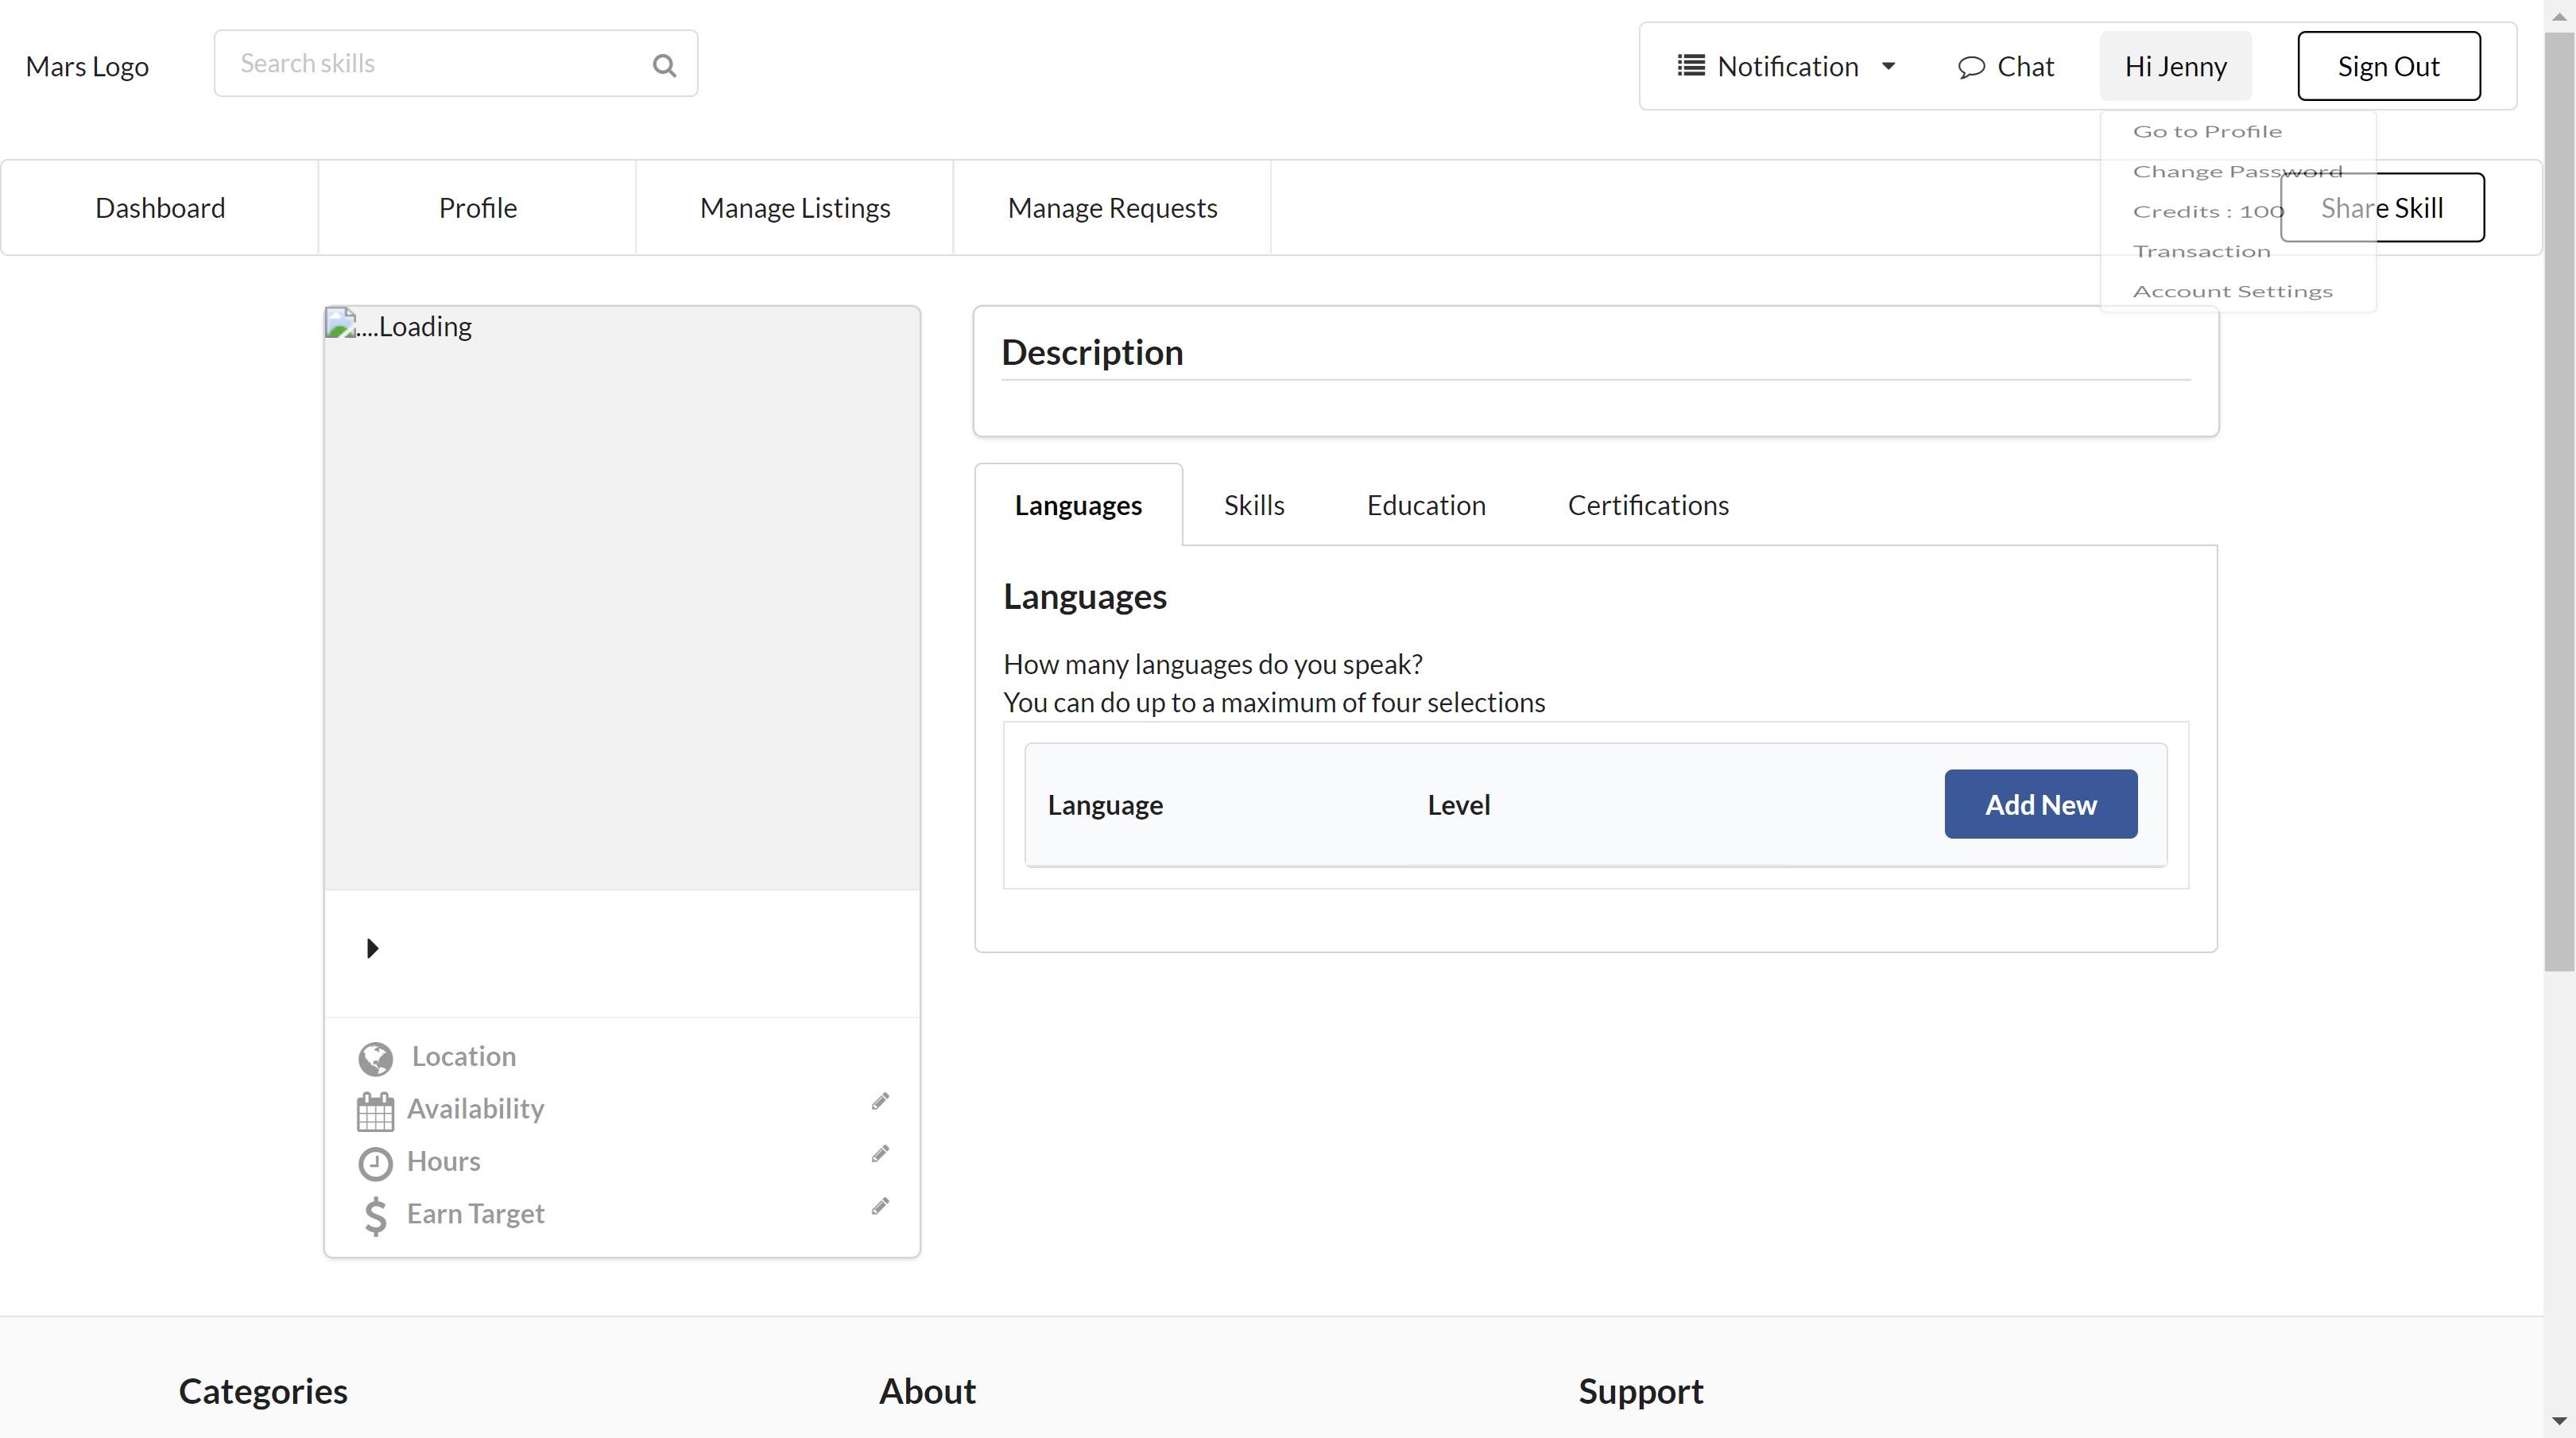 Mars Logo
Search skills
Notification
Chat
Hi Jenny
Sign Out
Go to Profile
Change Password
Credits : 100
Transaction
Account Settings
Dashboard
Profile
Manage Listings
Manage Requests
Share Skill
....Loading
Location
Availability
Hours
Earn Target
Description
Languages
Skills
Education
Certifications
Languages
How many languages do you speak?
You can do up to a maximum of four selections
Language
Level
Add New
Categories
About
Support